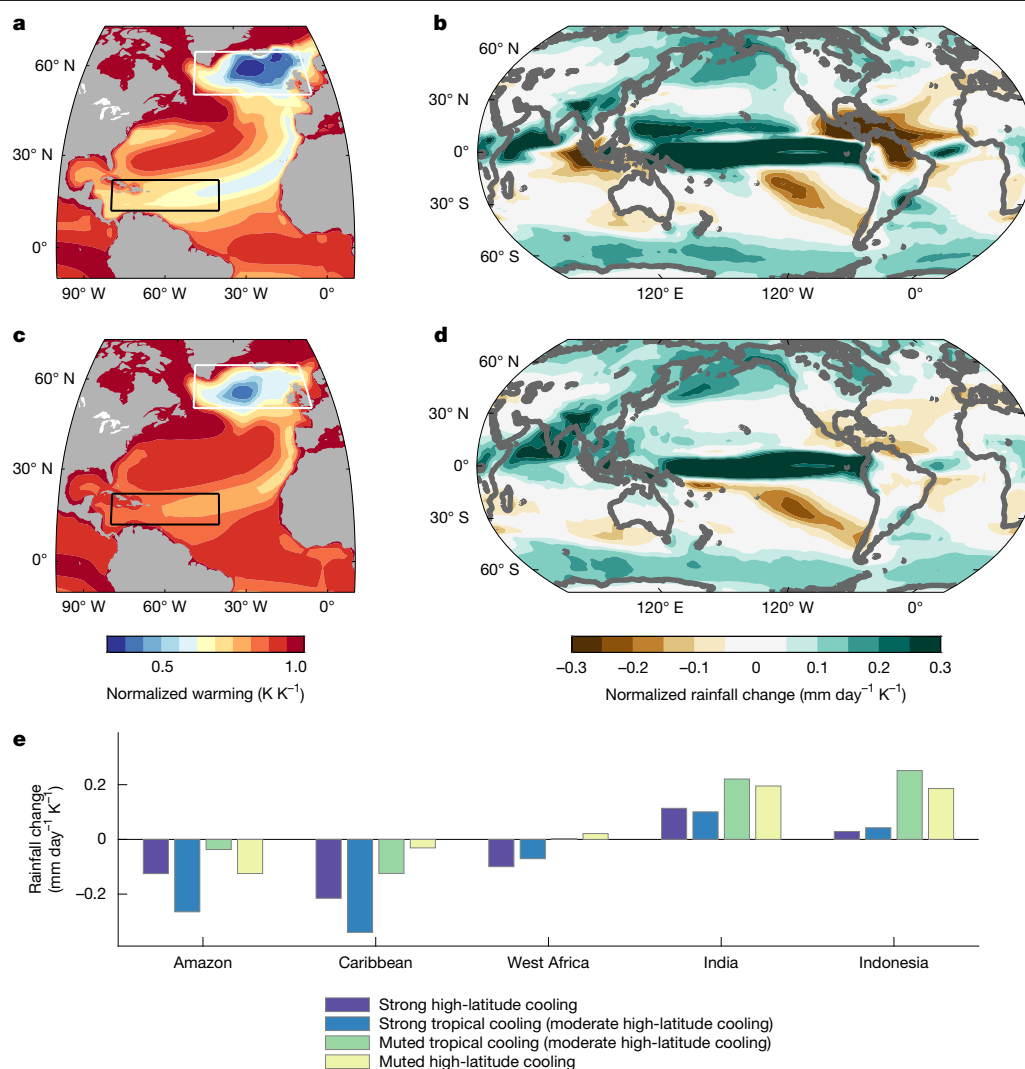 a
60° N
30° N
0°
90° W 60° W 30° W 0°
b
60° N
30° N
0°
30° S
60° S
120° E 120° W 0°
c
60° N
30° N
0°
90° W 60° W 30° W 0°
d
60° N
30° N
0°
30° S
60° S
120° E 120° W 0°
0.5 1.0
Normalized warming (K K⁻¹)
−0.3 −0.2 −0.1 0 0.1 0.2 0.3
Normalized rainfall change (mm day⁻¹ K⁻¹)
e
Rainfall change
(mm day⁻¹ K⁻¹)
0.2
0
−0.2
Amazon Caribbean West Africa India Indonesia
Strong high-latitude cooling
Strong tropical cooling (moderate high-latitude cooling)
Muted tropical cooling (moderate high-latitude cooling)
Muted high-latitude cooling